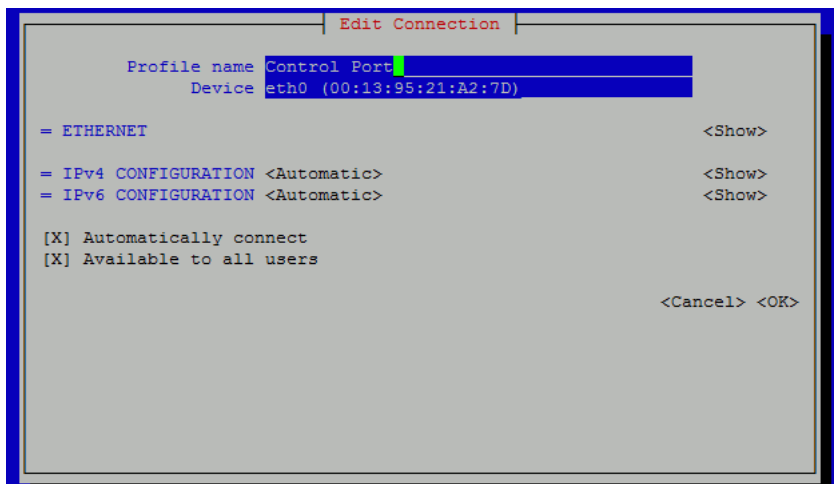 Edit Connection
Profile name Control Port
Device eth0 (00:13:95:21:A2:7D)
= ETHERNET <Show>
= IPv4 CONFIGURATION <Automatic> <Show>
= IPv6 CONFIGURATION <Automatic> <Show>
[X] Automatically connect
[X] Available to all users
<Cancel> <OK>